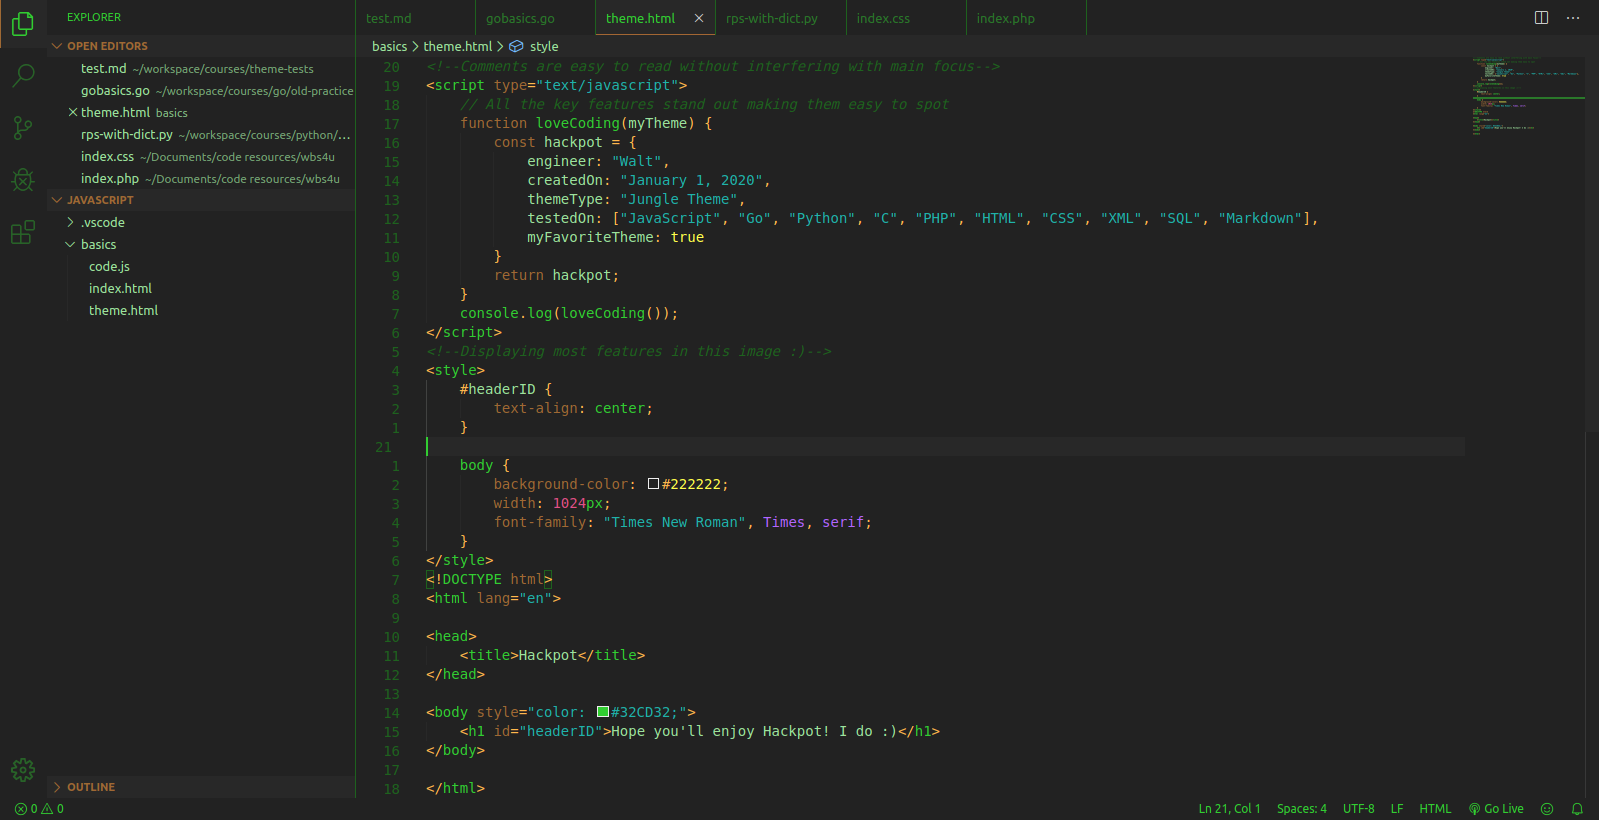 EXPLORER
OPEN EDITORS
test.md ~/workspace/courses/theme-tests
gobasics.go ~/workspace/courses/go/old-practice
theme.html basics
rps-with-dict.py ~/workspace/courses/python/...
index.css ~/Documents/code resources/wbs4u
index.php ~/Documents/code resources/wbs4u
JAVASCRIPT
.vscode
basics
code.js
index.html
theme.html
OUTLINE
test.md gobasics.go theme.html rps-with-dict.py index.css index.php
basics > theme.html > style
20 <!--Comments are easy to read without interfering with main focus-->
19 <script type="text/javascript">
18 // All the key features stand out making them easy to spot
17 function loveCoding(myTheme) {
16 const hackpot = {
15 engineer: "Walt",
14 createdOn: "January 1, 2020",
13 themeType: "Jungle Theme",
12 testedOn: ["JavaScript", "Go", "Python", "C", "PHP", "HTML", "CSS", "XML", "SQL", "Markdown"],
11 myFavoriteTheme: true
10 }
9 return hackpot;
8 }
7 console.log(loveCoding());
6 </script>
5 <!--Displaying most features in this image :)-->
4 <style>
3 #headerID {
2 text-align: center;
1 }
21
1 body {
2 background-color: #222222;
3 width: 1024px;
4 font-family: "Times New Roman", Times, serif;
5 }
6 </style>
7 <!DOCTYPE html>
8 <html lang="en">
9
10 <head>
11 <title>Hackpot</title>
12 </head>
13
14 <body style="color: #32CD32;">
15 <h1 id="headerID">Hope you'll enjoy Hackpot! I do :)</h1>
16 </body>
17
18 </html>
0 0 Ln 21, Col 1 Spaces: 4 UTF-8 LF HTML Go Live